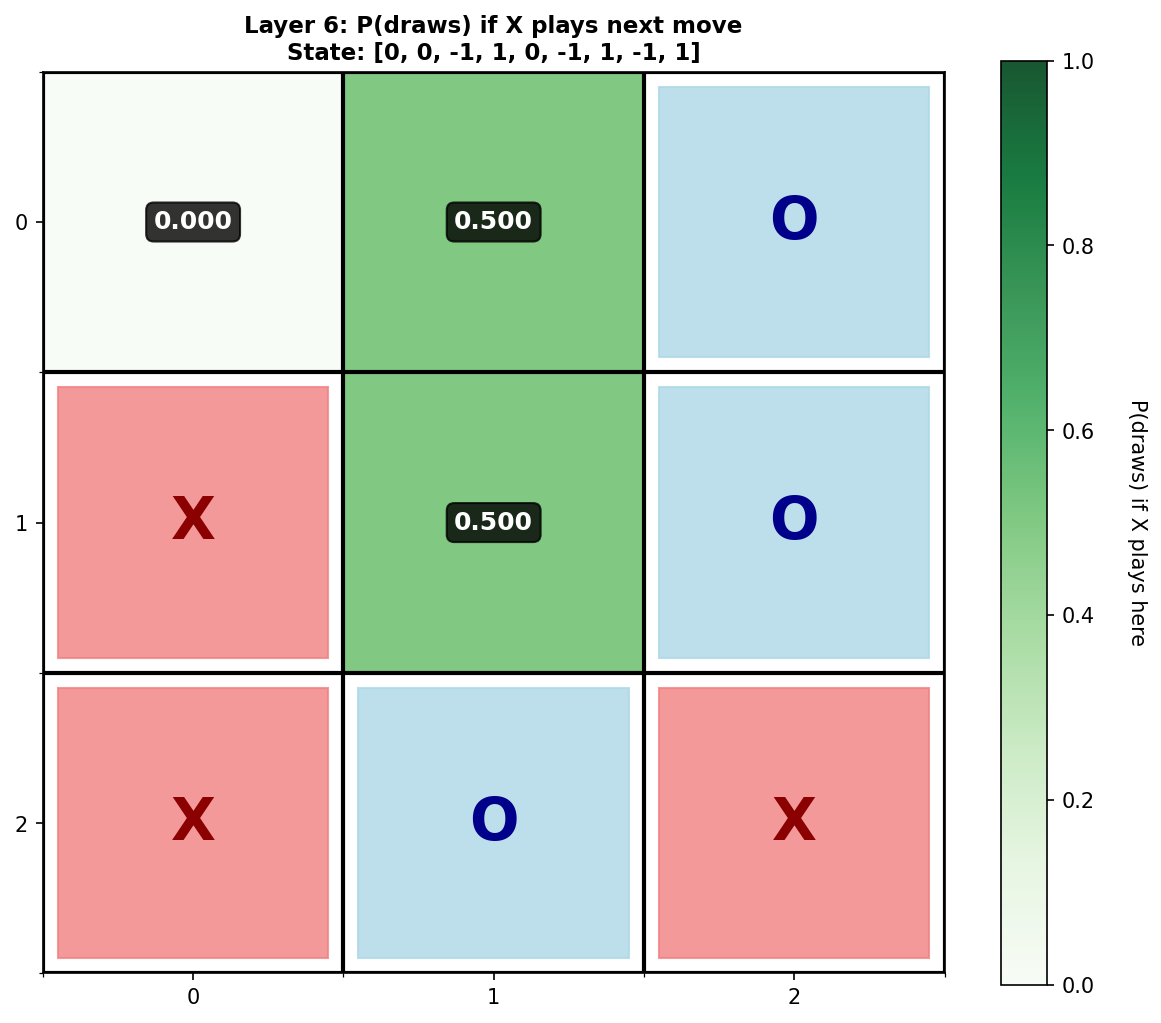 Layer 6: P(draws) if X plays next move
State: [0, 0, -1, 1, 0, -1, 1, -1, 1]
0
0.000
0.500
O
1
X
0.500
O
2
X
O
X
0
1
2
1.0
0.8
0.6
0.4
0.2
0.0
P(draws) if X plays here